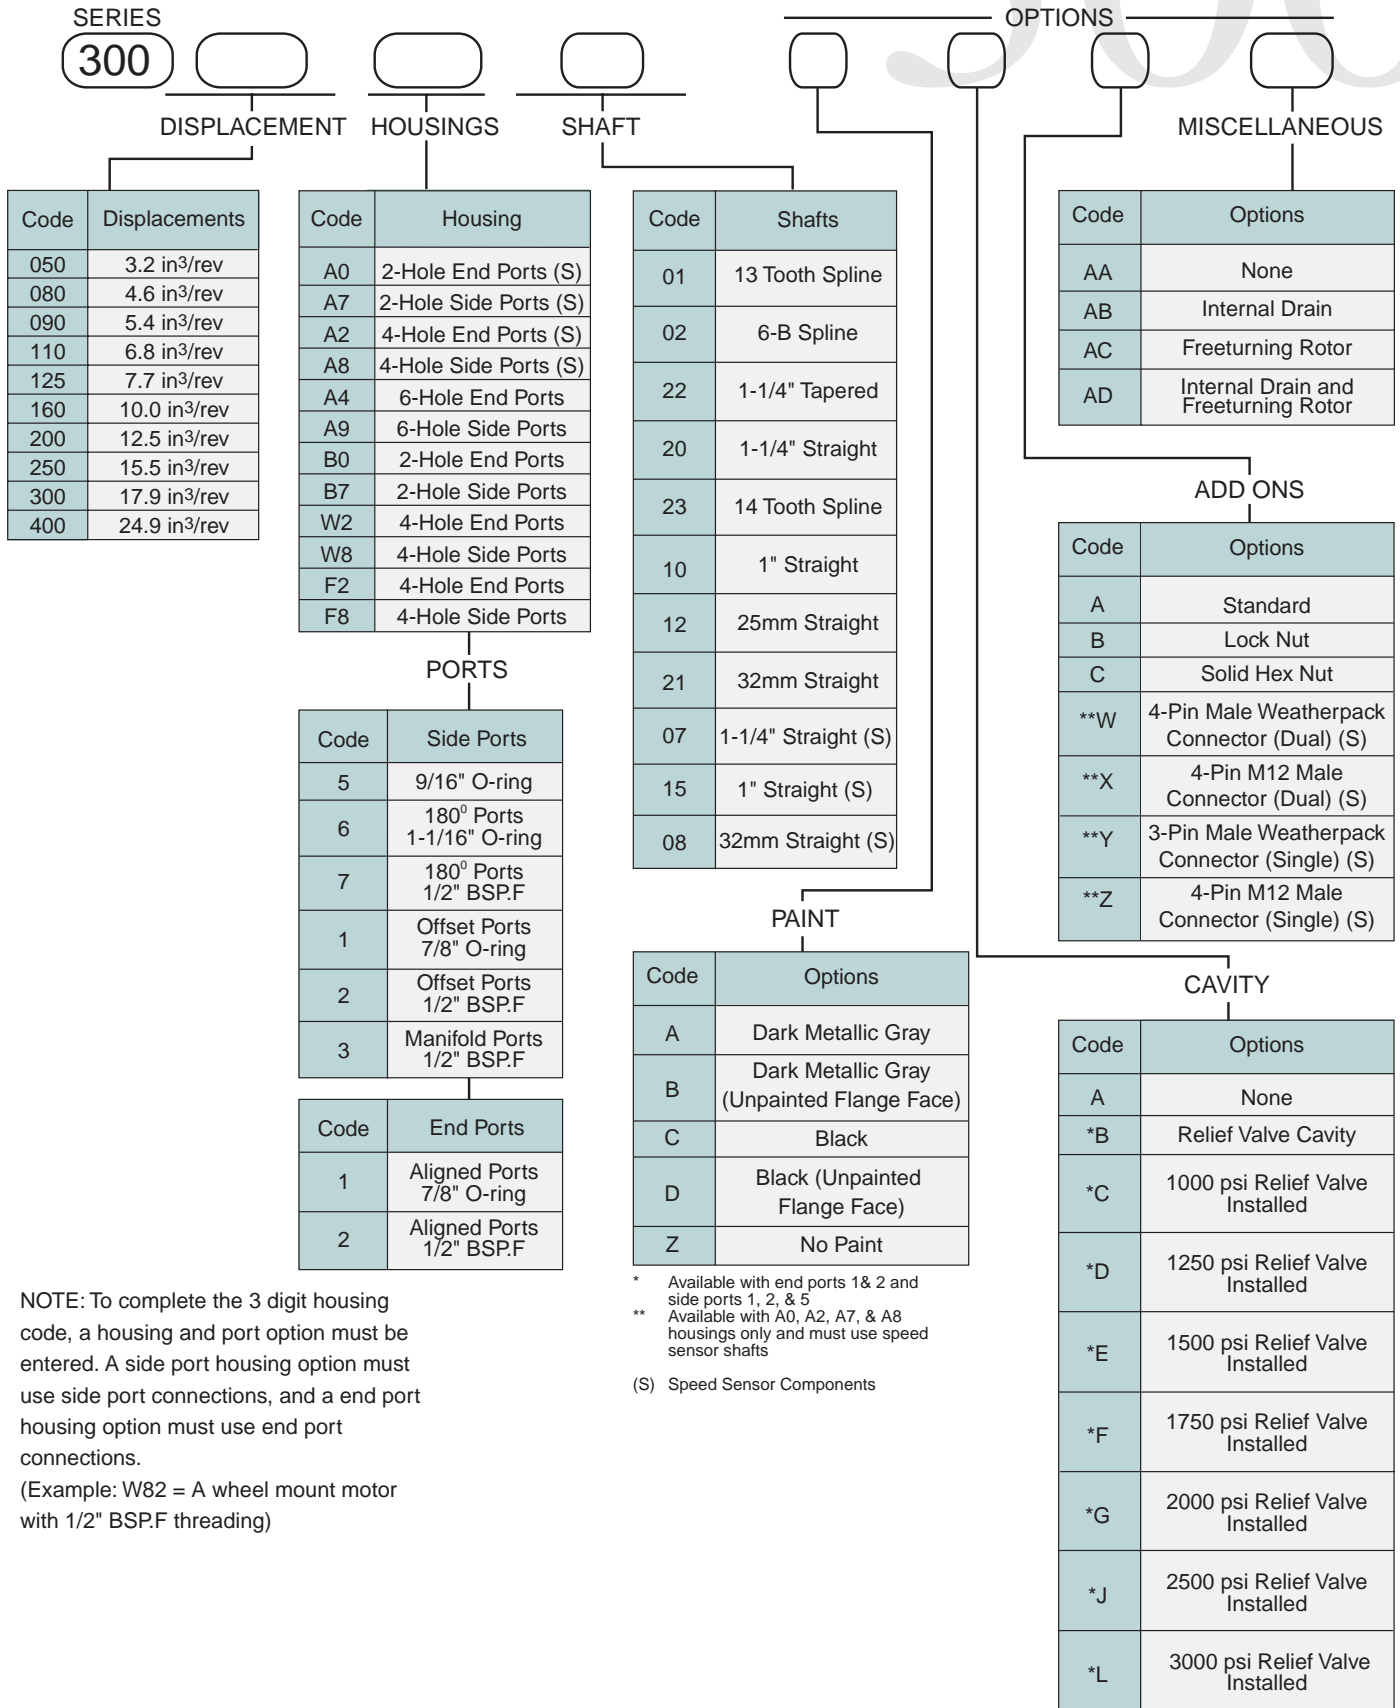 300
SERIES
OPTIONS
300
DISPLACEMENT
HOUSINGS
SHAFT
MISCELLANEOUS
Code Displacements
050 3.2 in³/rev
080 4.6 in³/rev
090 5.4 in³/rev
110 6.8 in³/rev
125 7.7 in³/rev
160 10.0 in³/rev
200 12.5 in³/rev
250 15.5 in³/rev
300 17.9 in³/rev
400 24.9 in³/rev
Code Housing
A0 2-Hole End Ports (S)
A7 2-Hole Side Ports (S)
A2 4-Hole End Ports (S)
A8 4-Hole Side Ports (S)
A4 6-Hole End Ports
A9 6-Hole Side Ports
B0 2-Hole End Ports
B7 2-Hole Side Ports
W2 4-Hole End Ports
W8 4-Hole Side Ports
F2 4-Hole End Ports
F8 4-Hole Side Ports
PORTS
Code Side Ports
5 9/16" O-ring
6 180⁰ Ports
1-1/16" O-ring
7 180⁰ Ports
1/2" BSP.F
1 Offset Ports
7/8" O-ring
2 Offset Ports
1/2" BSP.F
3 Manifold Ports
1/2" BSP.F
Code End Ports
1 Aligned Ports
7/8" O-ring
2 Aligned Ports
1/2" BSP.F
NOTE: To complete the 3 digit housing
code, a housing and port option must be
entered. A side port housing option must
use side port connections, and a end port
housing option must use end port
connections.
(Example: W82 = A wheel mount motor
with 1/2" BSP.F threading)
Code Shafts
01 13 Tooth Spline
02 6-B Spline
22 1-1/4" Tapered
20 1-1/4" Straight
23 14 Tooth Spline
10 1" Straight
12 25mm Straight
21 32mm Straight
07 1-1/4" Straight (S)
15 1" Straight (S)
08 32mm Straight (S)
PAINT
Code Options
A Dark Metallic Gray
B Dark Metallic Gray
(Unpainted Flange Face)
C Black
D Black (Unpainted
Flange Face)
Z No Paint
* Available with end ports 1& 2 and
side ports 1, 2, & 5
** Available with A0, A2, A7, & A8
housings only and must use speed
sensor shafts
(S) Speed Sensor Components
Code Options
AA None
AB Internal Drain
AC Freeturning Rotor
AD Internal Drain and
Freeturning Rotor
ADD ONS
Code Options
A Standard
B Lock Nut
C Solid Hex Nut
**W 4-Pin Male Weatherpack
Connector (Dual) (S)
**X 4-Pin M12 Male
Connector (Dual) (S)
**Y 3-Pin Male Weatherpack
Connector (Single) (S)
**Z 4-Pin M12 Male
Connector (Single) (S)
CAVITY
Code Options
A None
*B Relief Valve Cavity
*C 1000 psi Relief Valve
Installed
*D 1250 psi Relief Valve
Installed
*E 1500 psi Relief Valve
Installed
*F 1750 psi Relief Valve
Installed
*G 2000 psi Relief Valve
Installed
*J 2500 psi Relief Valve
Installed
*L 3000 psi Relief Valve
Installed